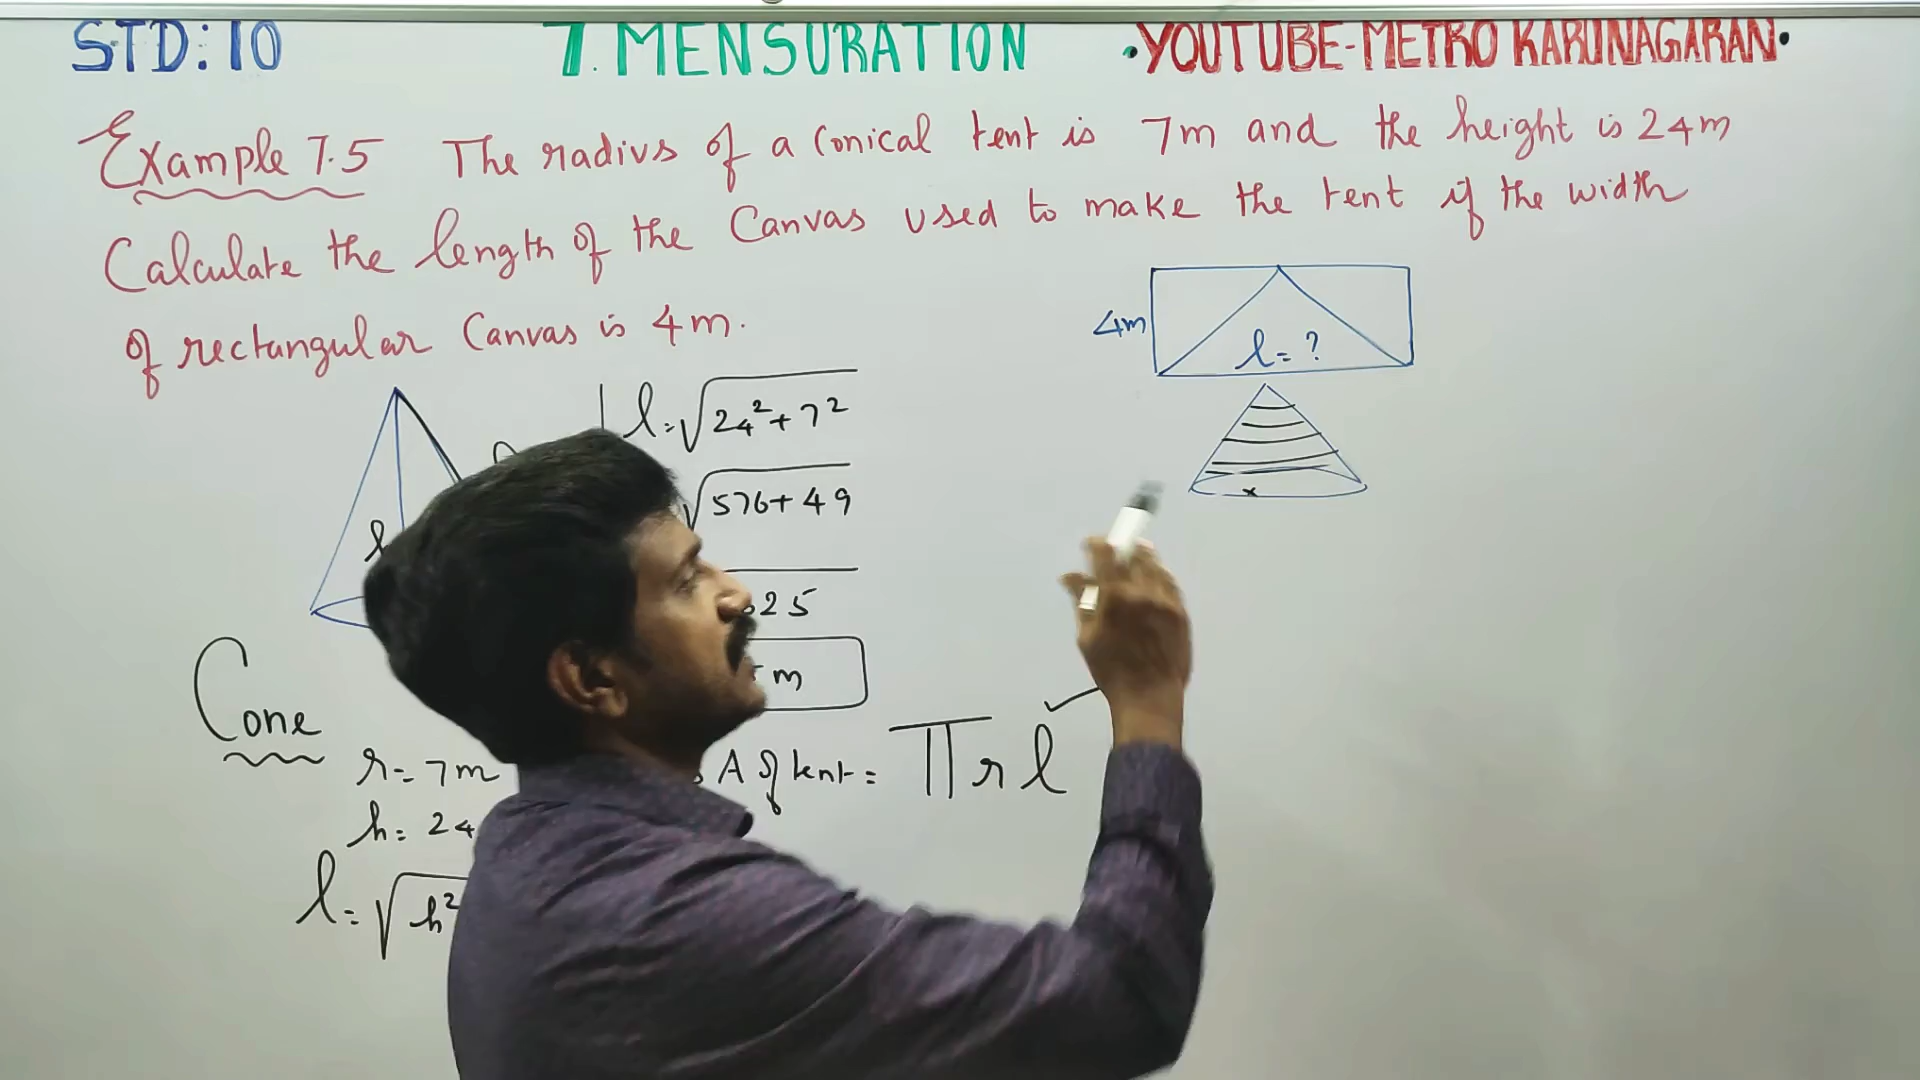 STD:10 7. MENSURATION •YOUTUBE-METRO KARUNAGARAN•
Example 7.5 The radius of a Conical tent is 7m and the height is 24m
Calculate the length of the Canvas used to make the tent if the width
of rectangular Canvas is 4m.
4m
l=?
l=√24²+7²
√576+49
25
m
h
Cone
r=7m
h=24
l=√h²
A of tent= πrl